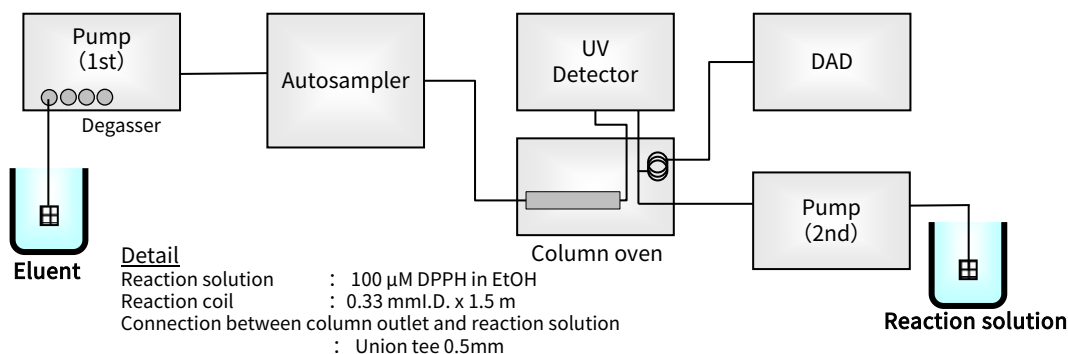 Pump
（1st）
Degasser
Autosampler
UV
Detector
DAD
Pump
（2nd）
Column oven
Eluent
Reaction solution
Detail
Reaction solution : 100 µM DPPH in EtOH
Reaction coil : 0.33 mmI.D. x 1.5 m
Connection between column outlet and reaction solution
: Union tee 0.5mm